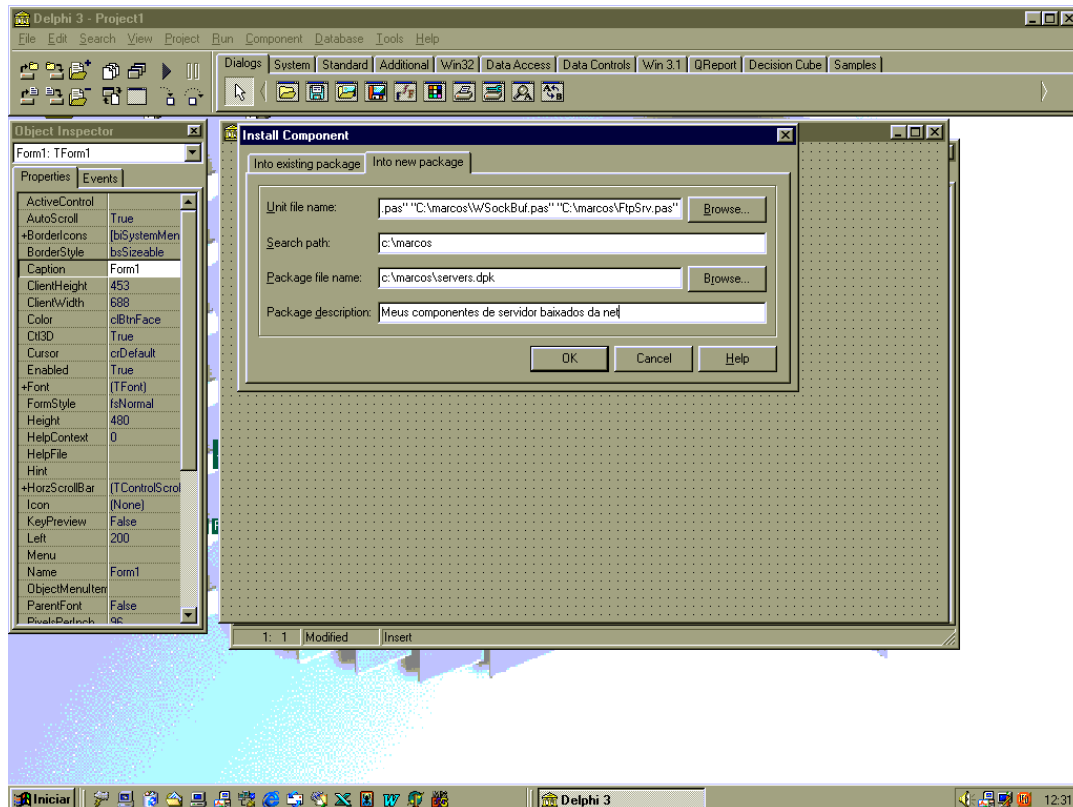 Delphi 3 - Project1
File Edit Search View Project Run Component Database Tools Help
Dialogs System Standard Additional Win32 Data Access Data Controls Win 3.1 QReport Decision Cube Samples
Object Inspector
Form1: TForm1
Properties Events
ActiveControl
AutoScroll True
+BorderIcons [biSystemMen
BorderStyle bsSizeable
Caption Form1
ClientHeight 453
ClientWidth 688
Color clBtnFace
Ctl3D True
Cursor crDefault
Enabled True
+Font (TFont)
FormStyle fsNormal
Height 480
HelpContext 0
HelpFile
Hint
+HorzScrollBar (TControlScrol
Icon (None)
KeyPreview False
Left 200
Menu
Name Form1
ObjectMenuItem
ParentFont False
PixelsPerInch 96
Install Component
Into existing package Into new package
Unit file name: .pas" "C:\marcos\WSockBuf.pas" "C:\marcos\FtpSrv.pas" Browse...
Search path: c:\marcos
Package file name: c:\marcos\servers.dpk Browse...
Package description: Meus componentes de servidor baixados da net
OK Cancel Help
1: 1 Modified Insert
Iniciar Delphi 3 12:31